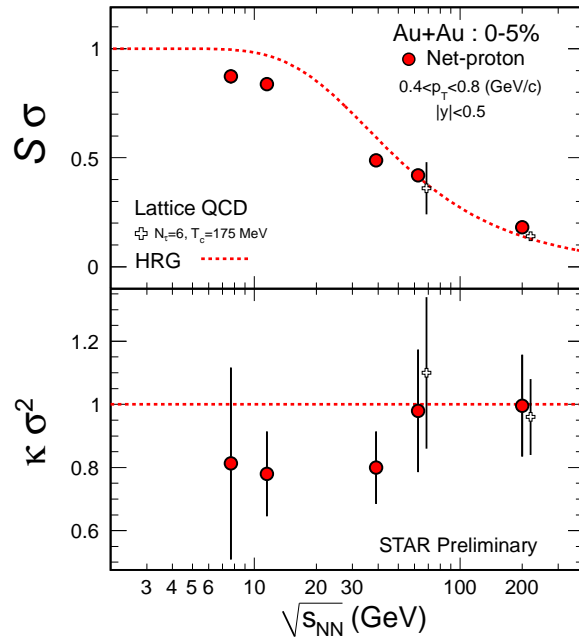 Au+Au : 0-5%
Net-proton
0.4<p_T<0.8 (GeV/c)
|y|<0.5
S σ
1
0.5
0
Lattice QCD
N_τ=6, T_c=175 MeV
HRG
κ σ²
1.2
1
0.8
0.6
STAR Preliminary
3 4 5 6 10 20 30 100 200
√s_NN (GeV)